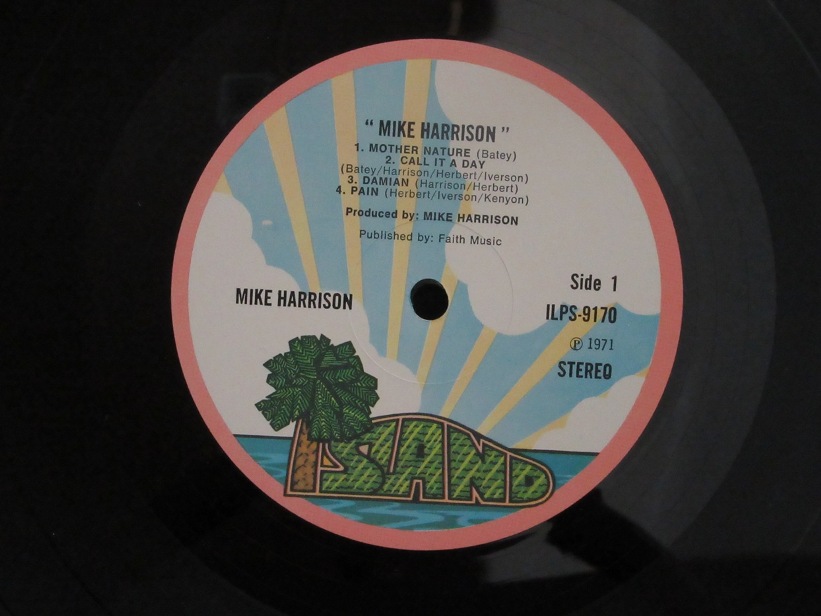 “ MIKE HARRISON ”
1. MOTHER NATURE (Batey)
2. CALL IT A DAY
(Batey/Harrison/Herbert/Iverson)
3. DAMIAN (Harrison/Herbert)
4. PAIN (Herbert/Iverson/Kenyon)
Produced by: MIKE HARRISON
Published by: Faith Music
Side 1
MIKE HARRISON
ILPS-9170
℗ 1971
STEREO
ISLAND